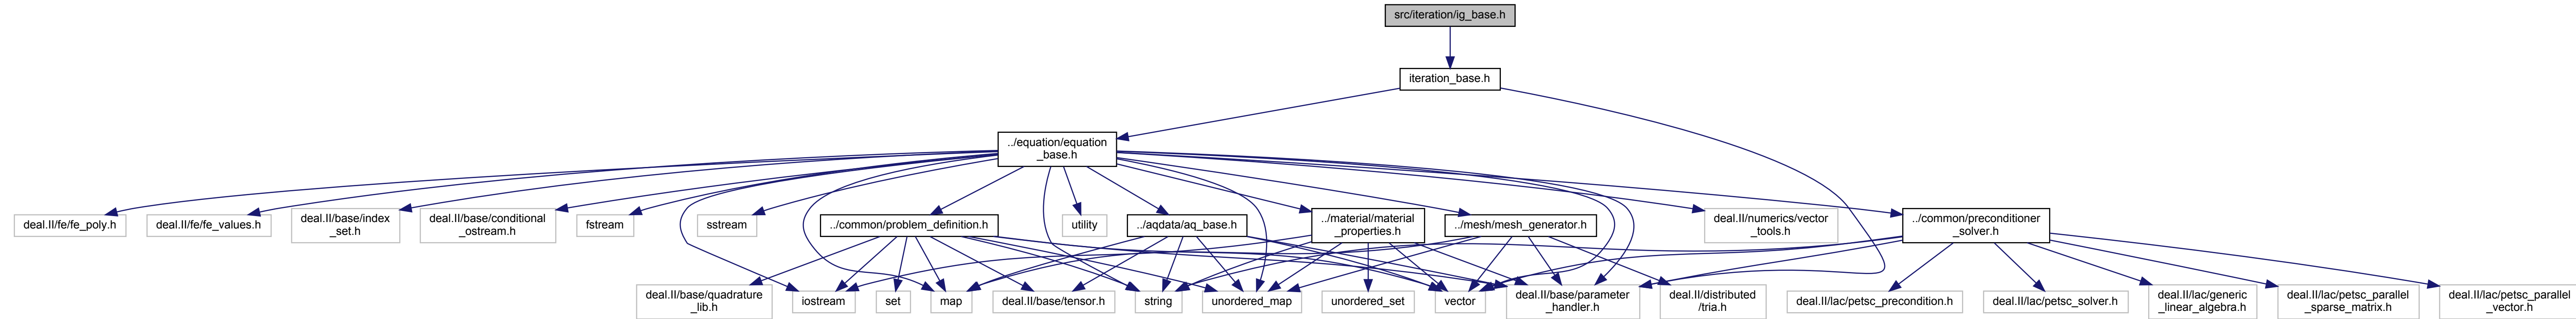 src/iteration/ig_base.h
iteration_base.h
../equation/equation
_base.h
deal.II/fe/fe_poly.h
deal.II/fe/fe_values.h
deal.II/base/index
_set.h
deal.II/base/conditional
_ostream.h
fstream
sstream
../common/problem_definition.h
utility
../aqdata/aq_base.h
../material/material
_properties.h
../mesh/mesh_generator.h
deal.II/numerics/vector
_tools.h
../common/preconditioner
_solver.h
deal.II/base/quadrature
_lib.h
iostream
set
map
deal.II/base/tensor.h
string
unordered_map
unordered_set
vector
deal.II/base/parameter
_handler.h
deal.II/distributed
/tria.h
deal.II/lac/petsc_precondition.h
deal.II/lac/petsc_solver.h
deal.II/lac/generic
_linear_algebra.h
deal.II/lac/petsc_parallel
_sparse_matrix.h
deal.II/lac/petsc_parallel
_vector.h